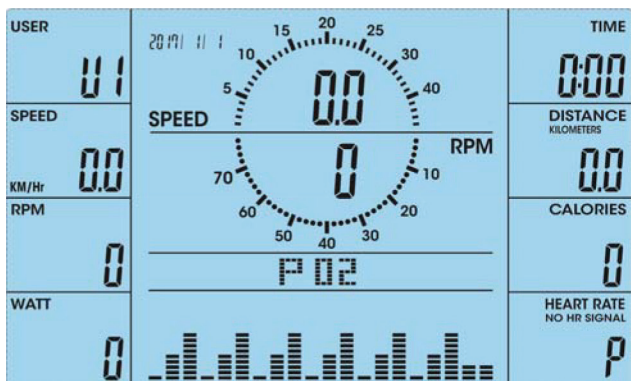 USER
U1
SPEED
KM/Hr 0.0
RPM
0
WATT
0
2017/ 1/ 1
5 10 15 20 25 30 40
0.0
SPEED
RPM
0
70 60 50 40 30 20 10
P 02
TIME
0:00
DISTANCE
KILOMETERS
0.0
CALORIES
0
HEART RATE
NO HR SIGNAL
P